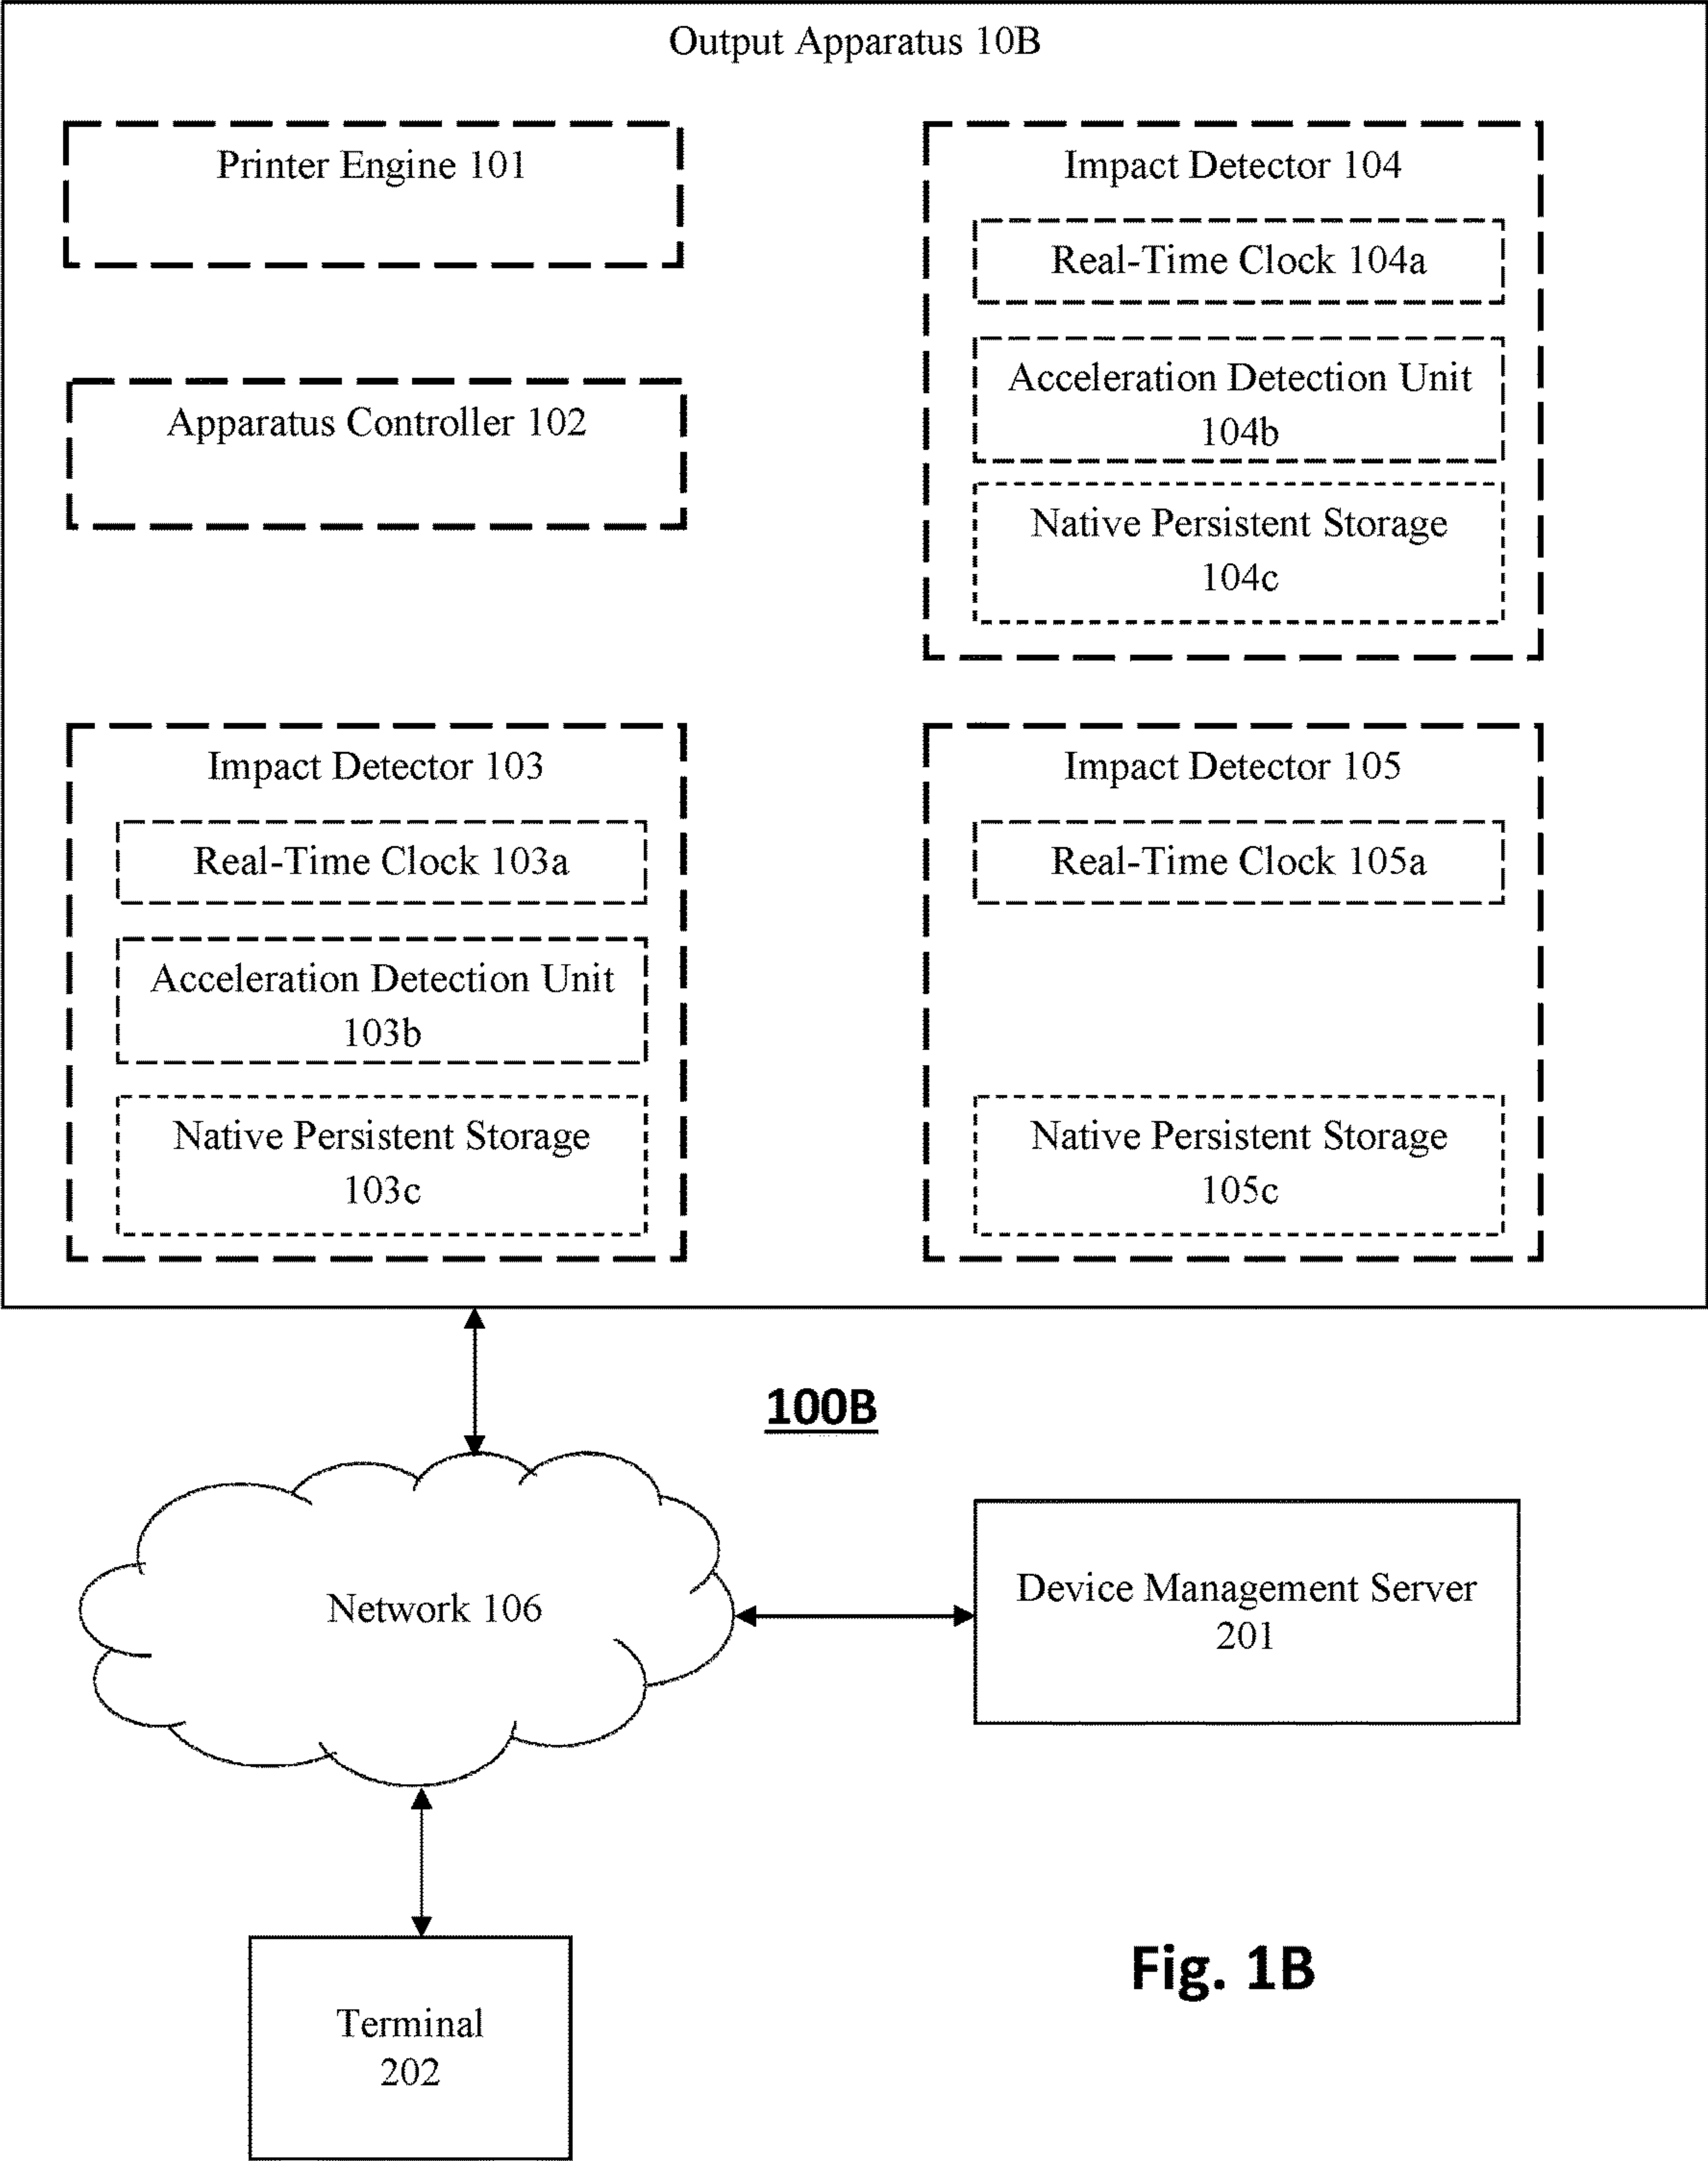 Output Apparatus 10B
Printer Engine 101
Apparatus Controller 102
Impact Detector 104
Real-Time Clock 104a
Acceleration Detection Unit
104b
Native Persistent Storage
104c
Impact Detector 103
Real-Time Clock 103a
Acceleration Detection Unit
103b
Native Persistent Storage
103c
Impact Detector 105
Real-Time Clock 105a
Native Persistent Storage
105c
100B
Network 106
Device Management Server
201
Terminal
202
Fig. 1B